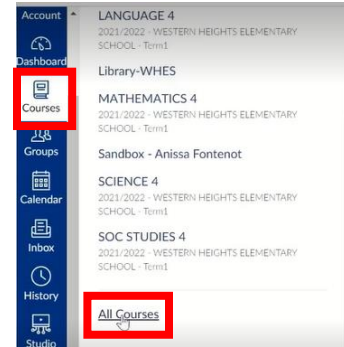 Account
Dashboard
Courses
Groups
Calendar
Inbox
History
Studio
LANGUAGE 4
2021/2022 - WESTERN HEIGHTS ELEMENTARY
SCHOOL - Term1
Library-WHES
MATHEMATICS 4
2021/2022 - WESTERN HEIGHTS ELEMENTARY
SCHOOL - Term1
Sandbox - Anissa Fontenot
SCIENCE 4
2021/2022 - WESTERN HEIGHTS ELEMENTARY
SCHOOL - Term1
SOC STUDIES 4
2021/2022 - WESTERN HEIGHTS ELEMENTARY
SCHOOL - Term1
All Courses